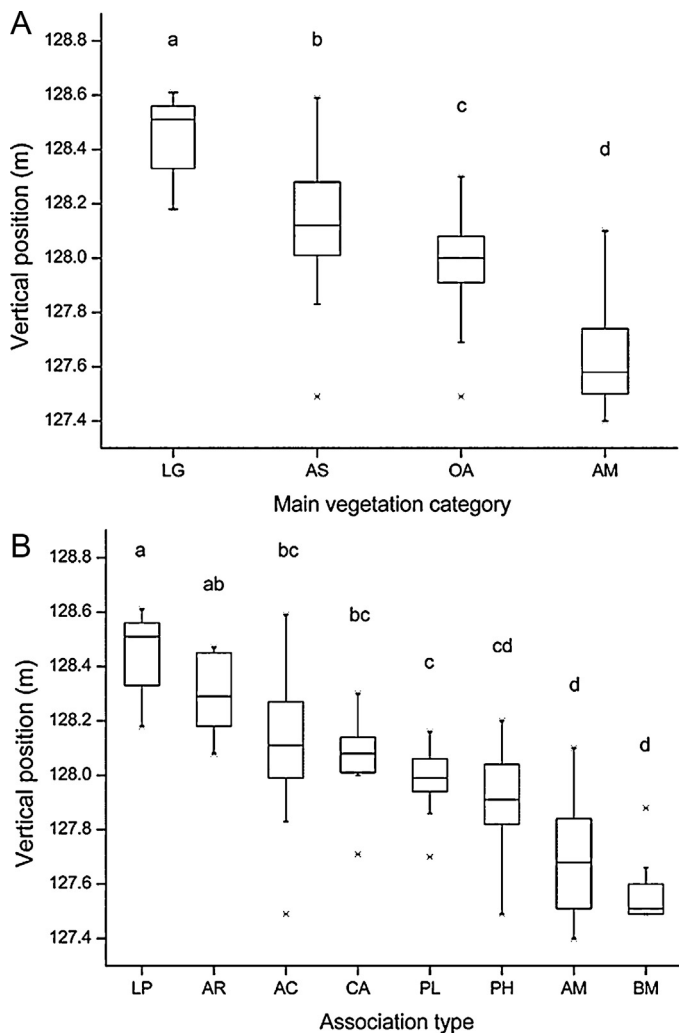 A
Vertical position (m)
128.8
128.6
128.4
128.2
128.0
127.8
127.6
127.4
a b c d
LG AS OA AM
Main vegetation category
B
Vertical position (m)
128.8
128.6
128.4
128.2
128.0
127.8
127.6
127.4
a ab bc bc c cd d d
LP AR AC CA PL PH AM BM
Association type